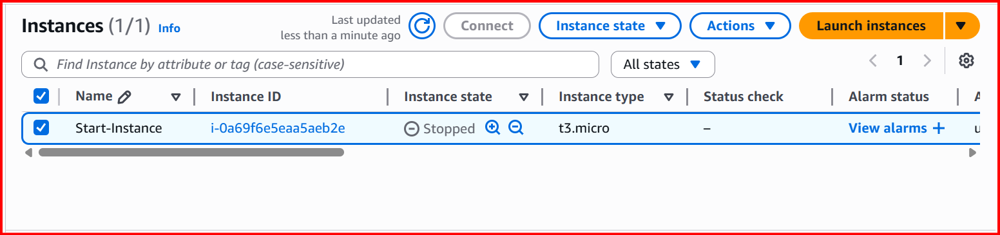 Instances (1/1) Info
Last updated
less than a minute ago
Connect
Instance state
Actions
Launch instances
Find Instance by attribute or tag (case-sensitive)
All states
1
Name Instance ID Instance state Instance type Status check Alarm status A
Start-Instance i-0a69f6e5eaa5aeb2e Stopped t3.micro – View alarms + u